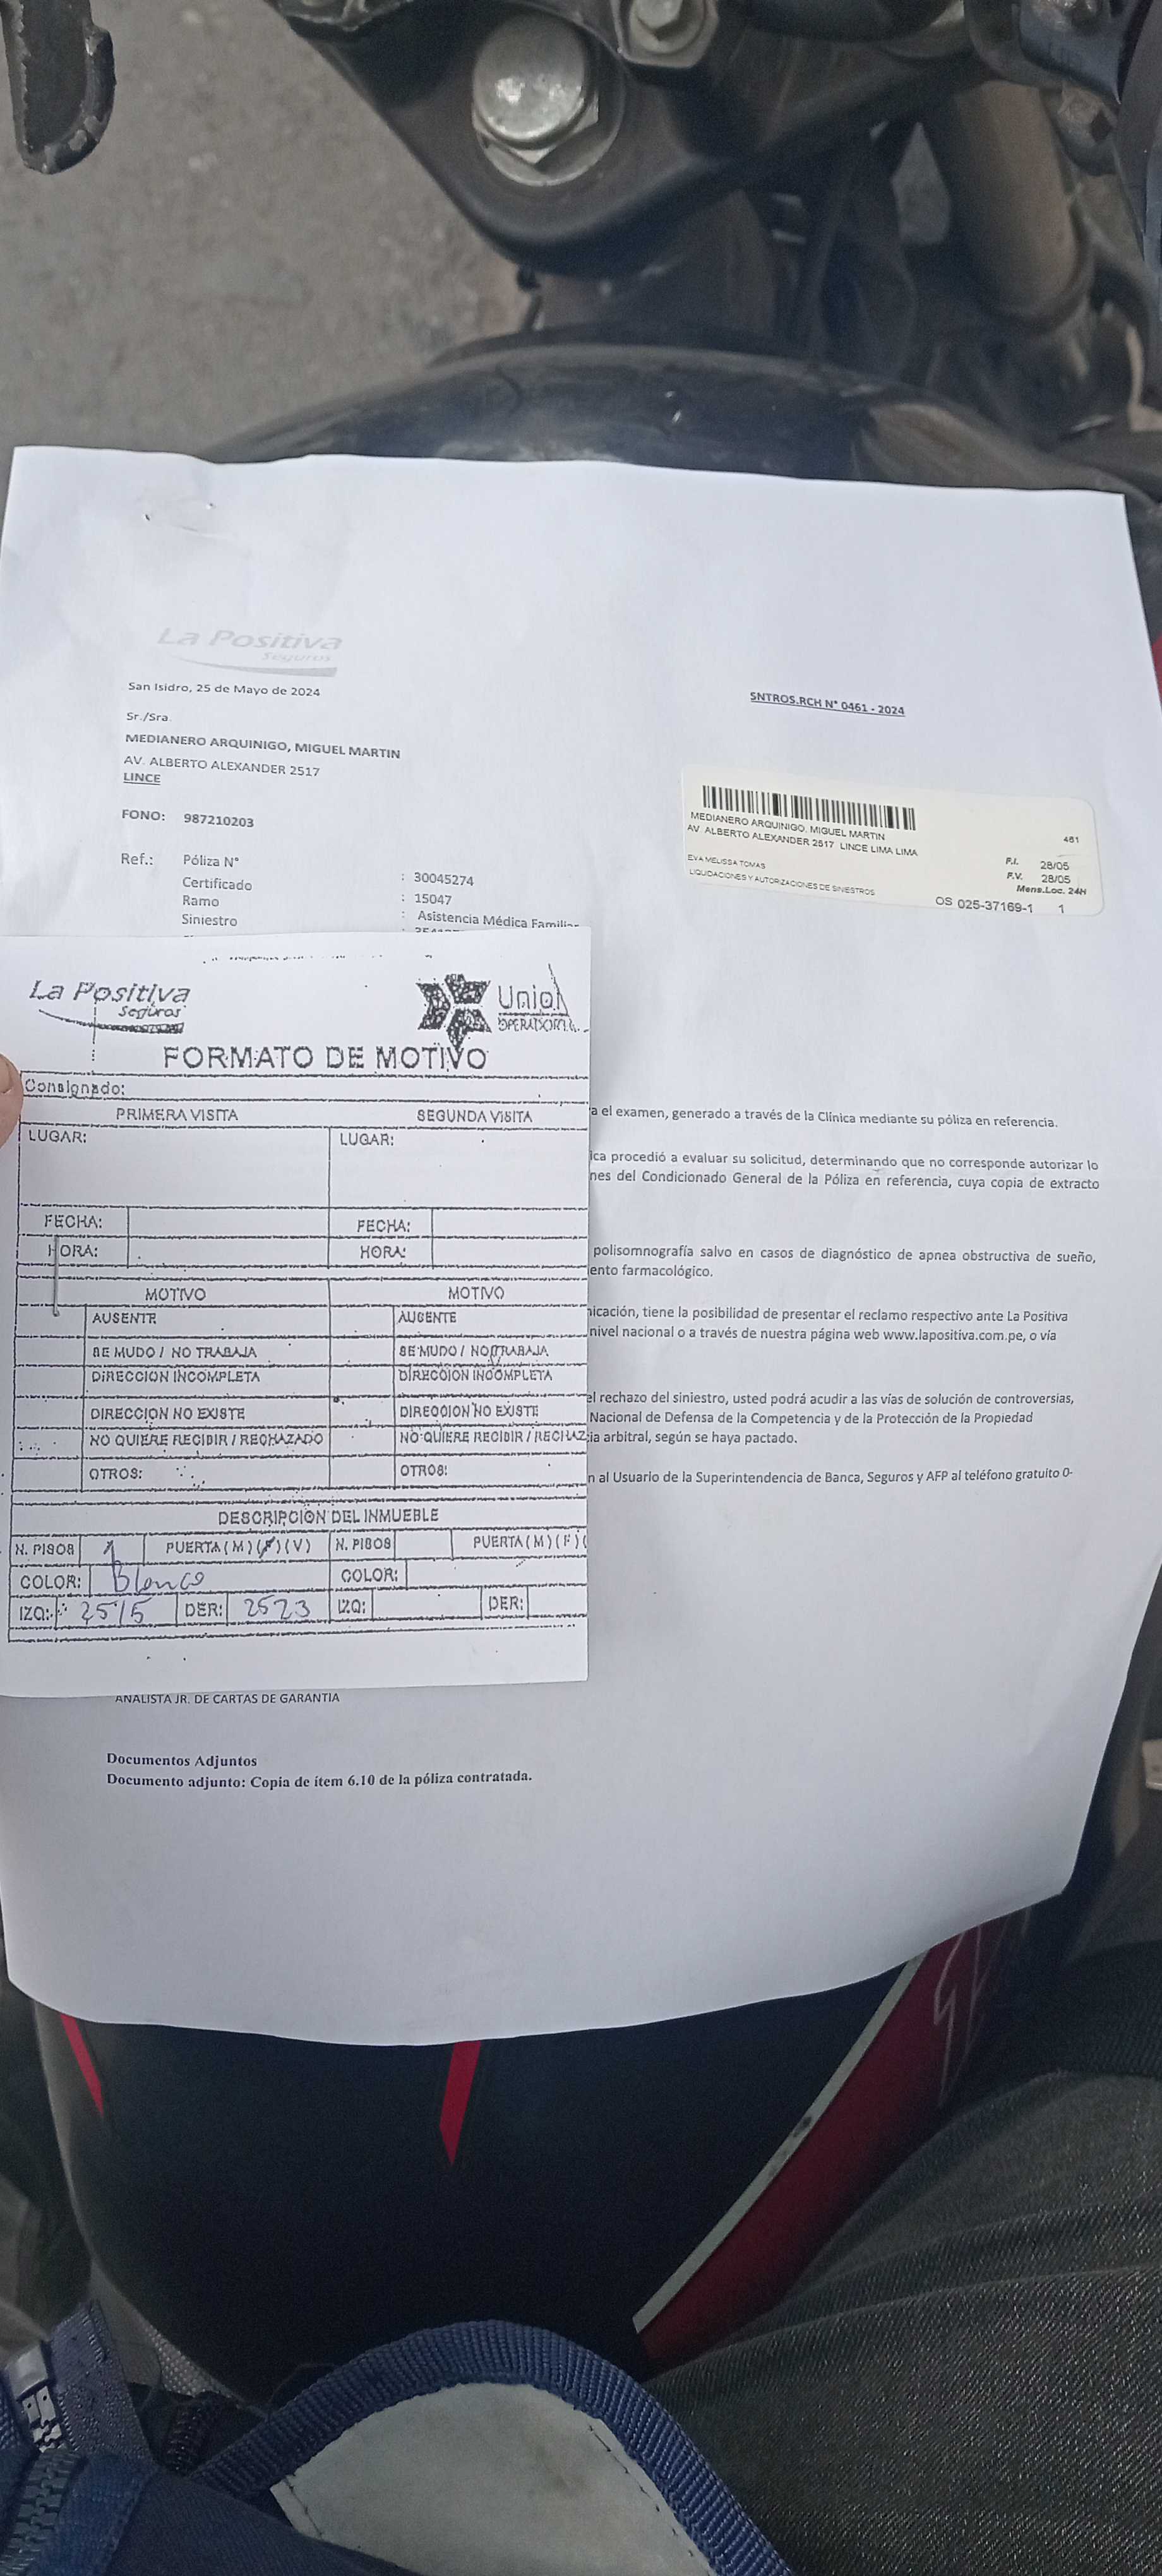 La Positiva
Seguros
San Isidro, 25 de Mayo de 2024
SNTROS.RCH N° 0461 - 2024
Sr./Sra.
MEDIANERO ARQUINIGO, MIGUEL MARTIN
AV. ALBERTO ALEXANDER 2517
LINCE
FONO: 987210203
MEDIANERO ARQUINIGO, MIGUEL MARTIN
AV. ALBERTO ALEXANDER 2517 LINCE LIMA LIMA
461
EVA MELISSA TOMAS
LIQUIDACIONES Y AUTORIZACIONES DE SINIESTROS
F.I. 28/05
F.V. 28/05
Mens.Loc. 24H
OS 025-37169-1 1
Ref.: Póliza N° : 30045274
Certificado : 15047
Ramo : Asistencia Médica Familiar
Siniestro :
La Positiva
Seguros
Union
FORMATO DE MOTIVO
Consignado:
PRIMERA VISITA SEGUNDA VISITA
LUGAR: LUGAR:
FECHA: FECHA:
HORA: HORA:
MOTIVO MOTIVO
AUSENTE AUCENTE
SE MUDO / NO TRABAJA SE MUDO / NO TRABAJA
DIRECCION INCOMPLETA DIRECCION INCOMPLETA
DIRECCION NO EXISTE DIRECCION NO EXISTE
NO QUIERE RECIBIR / RECHAZADO NO QUIERE RECIBIR / RECHAZ
OTROS: OTROS:
DESCRIPCION DEL INMUEBLE
N. PISOS 1 PUERTA (M) (F) (V) N. PISOS PUERTA (M) (F) (
COLOR: Blanco COLOR:
IZQ: 2515 DER: 2523 IZQ: DER:
a el examen, generado a través de la Clínica mediante su póliza en referencia.
ica procedió a evaluar su solicitud, determinando que no corresponde autorizar lo
nes del Condicionado General de la Póliza en referencia, cuya copia de extracto
polisomnografía salvo en casos de diagnóstico de apnea obstructiva de sueño,
ento farmacológico.
nicación, tiene la posibilidad de presentar el reclamo respectivo ante La Positiva
nivel nacional o a través de nuestra página web www.lapositiva.com.pe, o vía
el rechazo del siniestro, usted podrá acudir a las vías de solución de controversias,
Nacional de Defensa de la Competencia y de la Protección de la Propiedad
ia arbitral, según se haya pactado.
n al Usuario de la Superintendencia de Banca, Seguros y AFP al teléfono gratuito 0-
ANALISTA JR. DE CARTAS DE GARANTIA
Documentos Adjuntos
Documento adjunto: Copia de ítem 6.10 de la póliza contratada.